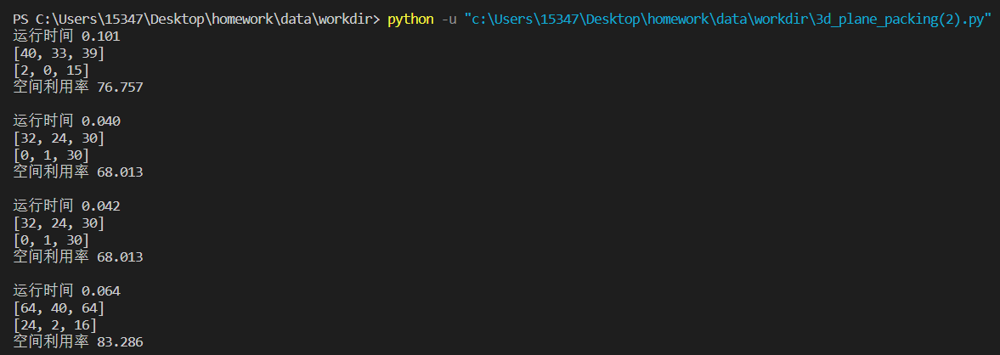 PS C:\Users\15347\Desktop\homework\data\workdir> python -u "c:\Users\15347\Desktop\homework\data\workdir\3d_plane_packing(2).py"
运行时间 0.101
[40, 33, 39]
[2, 0, 15]
空间利用率 76.757
运行时间 0.040
[32, 24, 30]
[0, 1, 30]
空间利用率 68.013
运行时间 0.042
[32, 24, 30]
[0, 1, 30]
空间利用率 68.013
运行时间 0.064
[64, 40, 64]
[24, 2, 16]
空间利用率 83.286